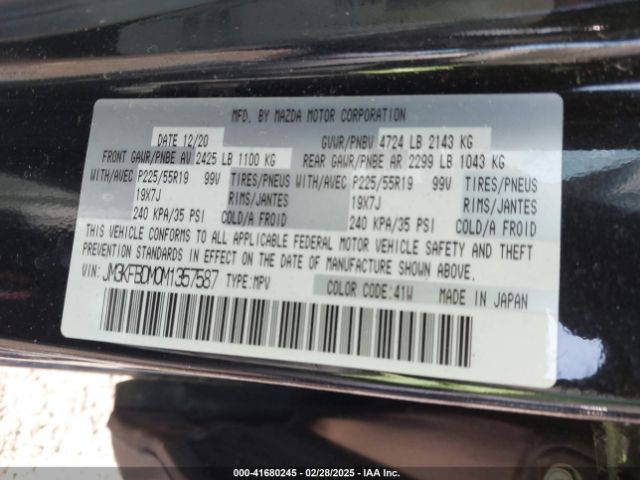 MFD. BY MAZDA MOTOR CORPORATION
DATE 12/20 GVWR/PNBV 4724 LB 2143 KG
FRONT GAWR/PNBE AV 2425 LB 1100 KG REAR GAWR/PNBE AR 2299 LB 1043 KG
WITH/AVEC P225/55R19 99V TIRES/PNEUS WITH/AVEC P225/55R19 99V TIRES/PNEUS
19X7J RIMS/JANTES 19X7J RIMS/JANTES
240 KPA/35 PSI COLD/A FROID 240 KPA/35 PSI COLD/A FROID
THIS VEHICLE CONFORMS TO ALL APPLICABLE FEDERAL MOTOR VEHICLE SAFETY AND THEFT
PREVENTION STANDARDS IN EFFECT ON THE DATE OF MANUFACTURE SHOWN ABOVE.
VIN: JM3KFBDM0M1357587 TYPE: MPV COLOR CODE: 41W MADE IN JAPAN
000-41680245 - 02/28/2025 - IAA Inc.